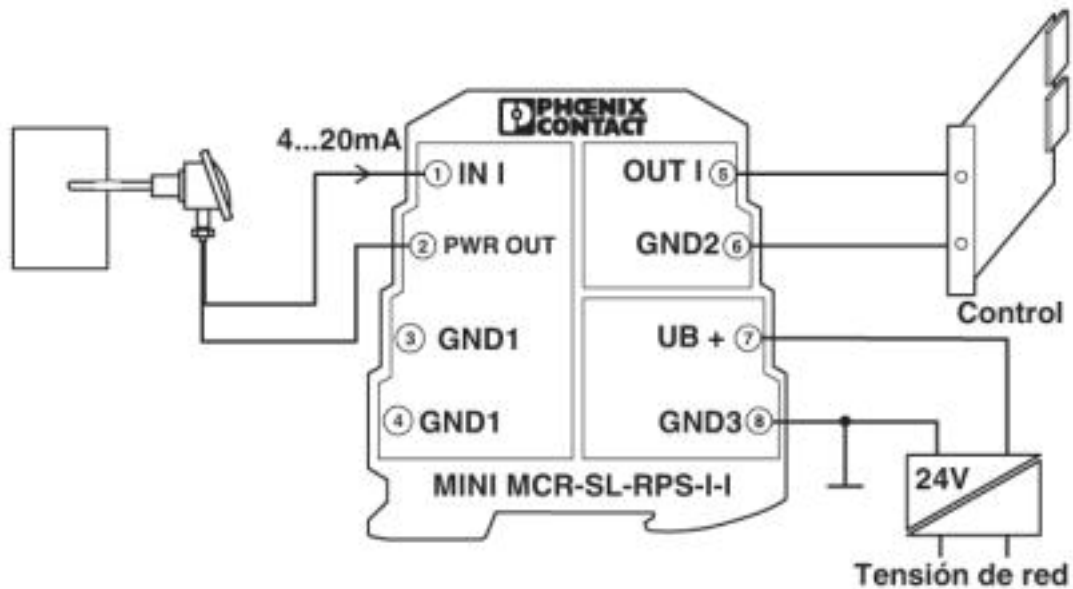 PHŒNIX
CONTACT
4...20mA
1 IN I
OUT I 5
2 PWR OUT
GND2 6
Control
3 GND1
UB + 7
4 GND1
GND3 8
24V
MINI MCR-SL-RPS-I-I
Tensión de red